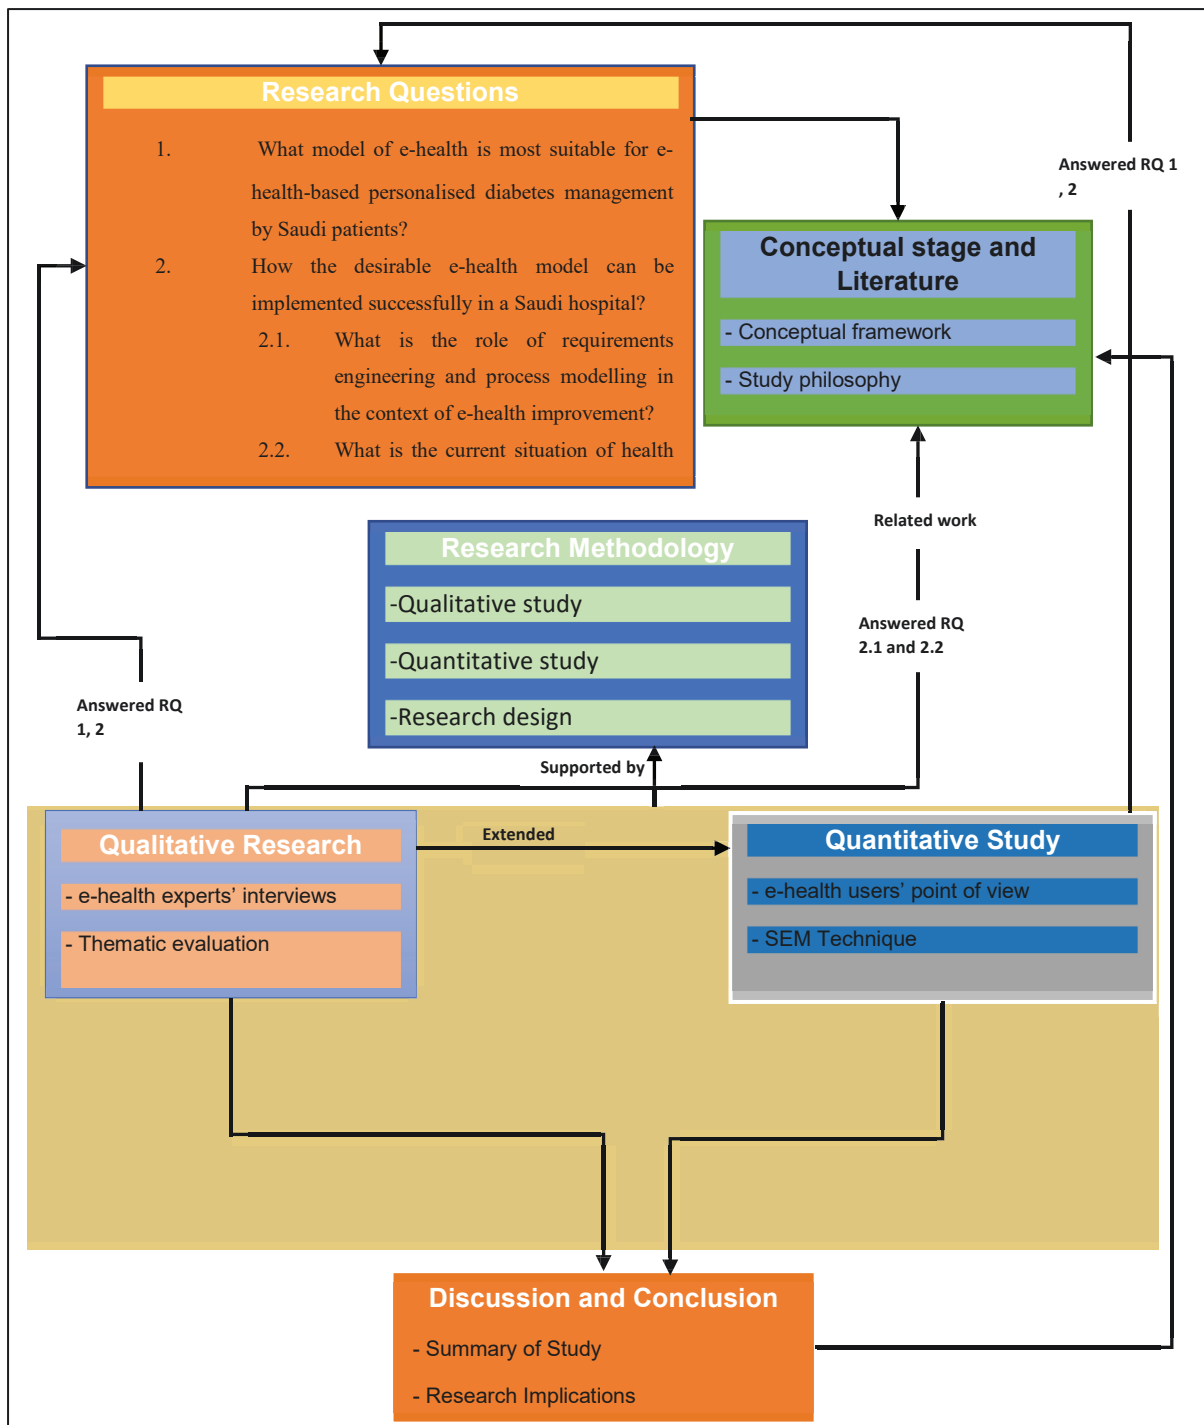 Research Questions
1. What model of e-health is most suitable for e-
health-based personalised diabetes management
by Saudi patients?
2. How the desirable e-health model can be
implemented successfully in a Saudi hospital?
2.1. What is the role of requirements
engineering and process modelling in
the context of e-health improvement?
2.2. What is the current situation of health
Answered RQ 1
, 2
Conceptual stage and
Literature
- Conceptual framework
- Study philosophy
Related work
Answered RQ
2.1 and 2.2
Research Methodology
-Qualitative study
-Quantitative study
-Research design
Answered RQ
1, 2
Supported by
Qualitative Research
- e-health experts’ interviews
- Thematic evaluation
Extended
Quantitative Study
- e-health users’ point of view
- SEM Technique
Discussion and Conclusion
- Summary of Study
- Research Implications